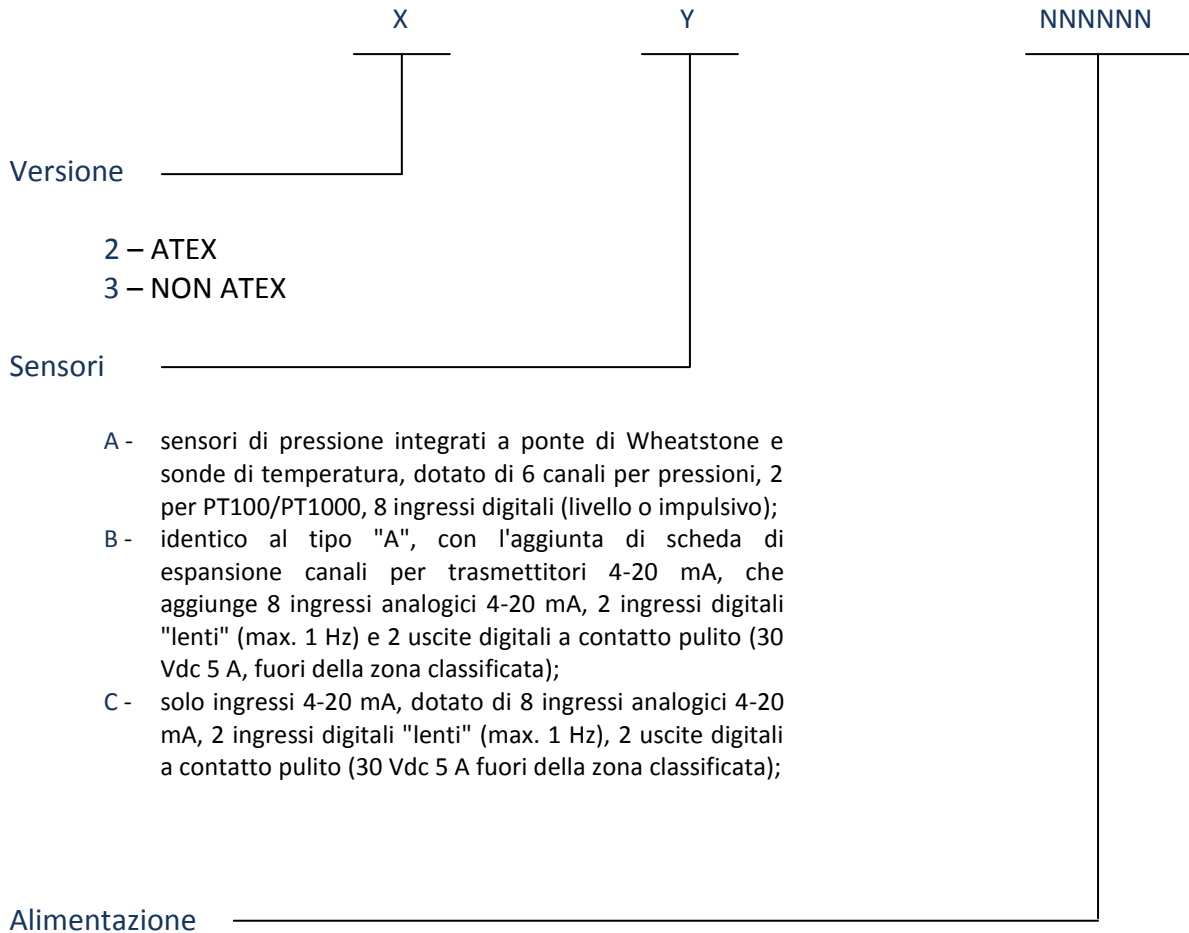 X Y NNNNNN
Versione
2 – ATEX
3 – NON ATEX
Sensori
A - sensori di pressione integrati a ponte di Wheatstone e
sonde di temperatura, dotato di 6 canali per pressioni, 2
per PT100/PT1000, 8 ingressi digitali (livello o impulsivo);
B - identico al tipo "A", con l'aggiunta di scheda di
espansione canali per trasmettitori 4-20 mA, che
aggiunge 8 ingressi analogici 4-20 mA, 2 ingressi digitali
"lenti" (max. 1 Hz) e 2 uscite digitali a contatto pulito (30
Vdc 5 A, fuori della zona classificata);
C - solo ingressi 4-20 mA, dotato di 8 ingressi analogici 4-20
mA, 2 ingressi digitali "lenti" (max. 1 Hz), 2 uscite digitali
a contatto pulito (30 Vdc 5 A fuori della zona classificata);
Alimentazione